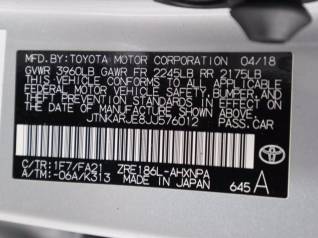 MFD. BY: TOYOTA MOTOR CORPORATION 04/18
GVWR 3960LB GAWR FR 2245LB RR 2175LB
THIS VEHICLE CONFORMS TO ALL APPLICABLE
FEDERAL MOTOR VEHICLE SAFETY, BUMPER, AND
THEFT PREVENTION STANDARDS IN EFFECT ON
THE DATE OF MANUFACTURE SHOWN ABOVE.
JTNKARJE8JJ576012 PASS.CAR
C/TR: 1F7/FA21 ZRE186L-AHXNPA
A/TM: -06A/K313 MADE IN JAPAN
645 A
TOYOTA